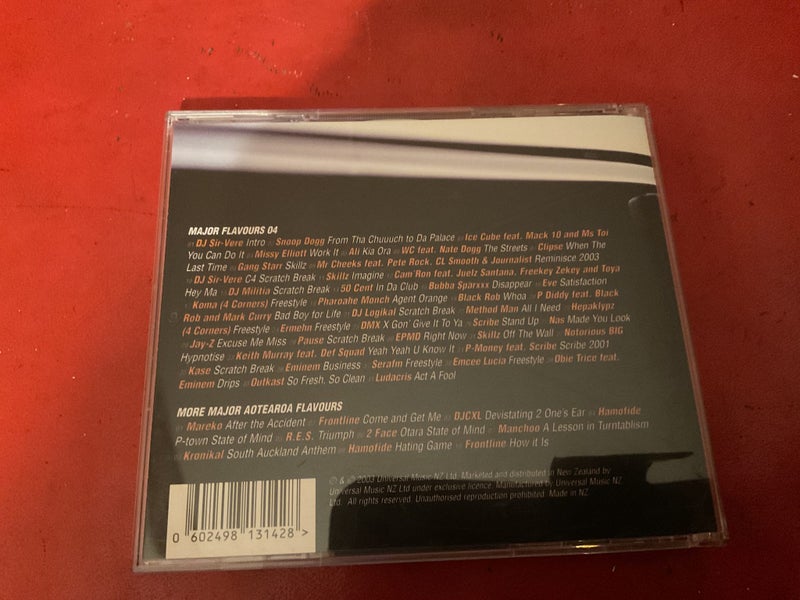 MAJOR FLAVOURS 04
01 DJ Sir-Vere Intro Snoop Dogg From Tha Chuuuch to Da Palace Ice Cube feat. Mack 10 and Ms Toi
You Can Do It Missy Elliott Work It Ali Kia Ora WC feat. Nate Dogg The Streets Clipse When The
Last Time Gang Starr Skillz Mr Cheeks feat. Pete Rock, CL Smooth & Journalist Reminisce 2003
DJ Sir-Vere C4 Scratch Break Skillz Imagine Cam'Ron feat. Juelz Santana, Freekey Zekey and Toya
Hey Ma DJ Militia Scratch Break 50 Cent In Da Club Bubba Sparxxx Disappear Eve Satisfaction
Koma (4 Corners) Freestyle Pharoahe Monch Agent Orange Black Rob Whoa P Diddy feat. Black
Rob and Mark Curry Bad Boy for Life DJ Logikal Scratch Break Method Man All I Need Hepaklypz
(4 Corners) Freestyle Ermehn Freestyle DMX X Gon' Give It To Ya Scribe Stand Up Nas Made You Look
Jay-Z Excuse Me Miss Pause Scratch Break EPMD Right Now Skillz Off The Wall Notorious BIG
Hypnotise Keith Murray feat. Def Squad Yeah Yeah U Know It P-Money feat. Scribe Scribe 2001
Kase Scratch Break Eminem Business Serafm Freestyle Emcee Lucia Freestyle Obie Trice feat.
Eminem Drips Outkast So Fresh, So Clean Ludacris Act A Fool
MORE MAJOR AOTEAROA FLAVOURS
Mareko After the Accident Frontline Come and Get Me DJCXL Devistating 2 One's Ear Hamofide
P-town State of Mind R.E.S. Triumph 2 Face Otara State of Mind Manchoo A Lesson in Turntablism
Kronikal South Auckland Anthem Hamofide Hating Game Frontline How it Is
℗ & © 2003 Universal Music NZ Ltd. Marketed and distributed in New Zealand by
Universal Music NZ Ltd under exclusive licence. Manufactured by Universal Music NZ
Ltd. All rights reserved. Unauthorised reproduction prohibited. Made in NZ
0 602498 131428 >